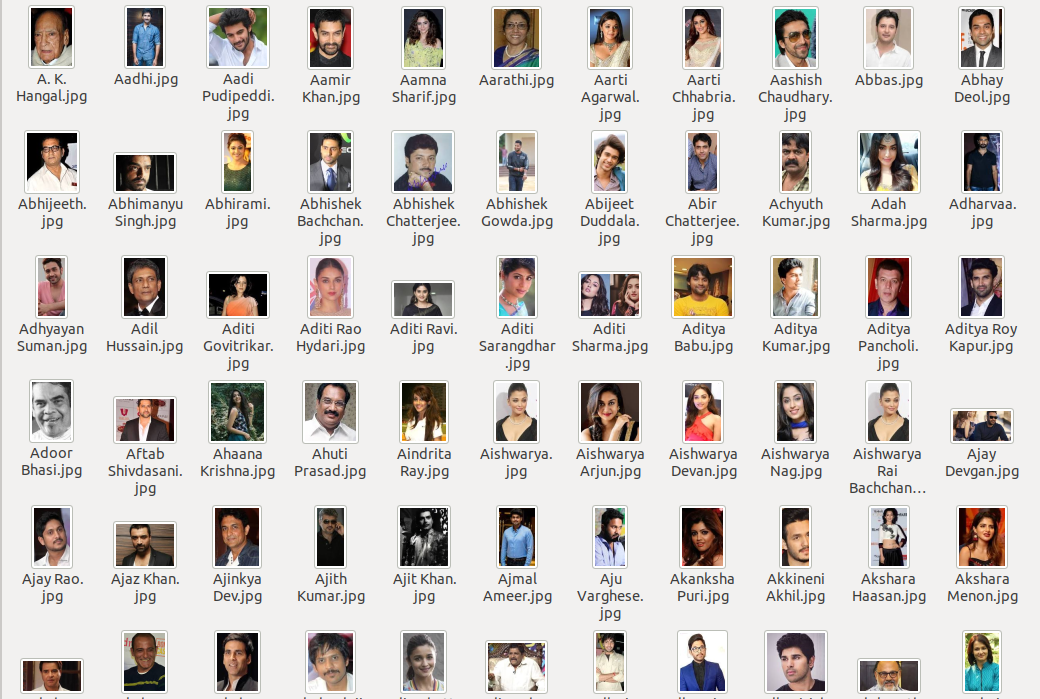 A. K.
Hangal.jpg
Aadhi.jpg
Aadi
Pudipeddi.
jpg
Aamir
Khan.jpg
Aamna
Sharif.jpg
Aarathi.jpg
Aarti
Agarwal.
jpg
Aarti
Chhabria.
jpg
Aashish
Chaudhary.
jpg
Abbas.jpg
Abhay
Deol.jpg
Abhijeeth.
jpg
Abhimanyu
Singh.jpg
Abhirami.
jpg
Abhishek
Bachchan.
jpg
Abhishek
Chatterjee.
jpg
Abhishek
Gowda.jpg
Abijeet
Duddala.
jpg
Abir
Chatterjee.
jpg
Achyuth
Kumar.jpg
Adah
Sharma.jpg
Adharvaa.
jpg
Adhyayan
Suman.jpg
Adil
Hussain.jpg
Aditi
Govitrikar.
jpg
Aditi Rao
Hydari.jpg
Aditi Ravi.
jpg
Aditi
Sarangdhar
.jpg
Aditi
Sharma.jpg
Aditya
Babu.jpg
Aditya
Kumar.jpg
Aditya
Pancholi.
jpg
Aditya Roy
Kapur.jpg
Adoor
Bhasi.jpg
Aftab
Shivdasani.
jpg
Ahaana
Krishna.jpg
Ahuti
Prasad.jpg
Aindrita
Ray.jpg
Aishwarya.
jpg
Aishwarya
Arjun.jpg
Aishwarya
Devan.jpg
Aishwarya
Nag.jpg
Aishwarya
Rai
Bachchan...
Ajay
Devgan.jpg
Ajay Rao.
jpg
Ajaz Khan.
jpg
Ajinkya
Dev.jpg
Ajith
Kumar.jpg
Ajit Khan.
jpg
Ajmal
Ameer.jpg
Aju
Varghese.
jpg
Akanksha
Puri.jpg
Akkineni
Akhil.jpg
Akshara
Haasan.jpg
Akshara
Menon.jpg